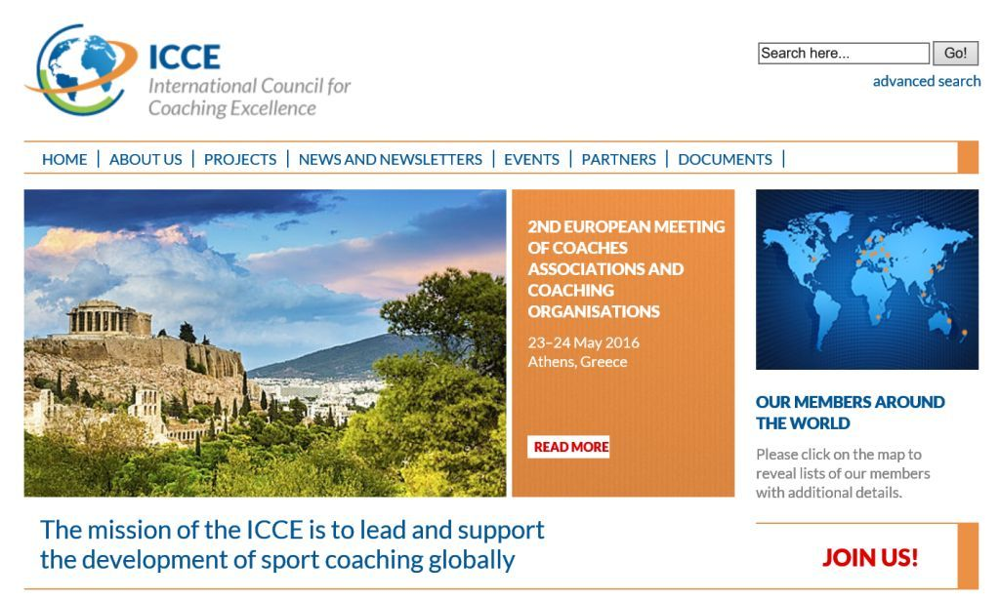 ICCE
International Council for
Coaching Excellence
Search here...
Go!
advanced search
HOME | ABOUT US | PROJECTS | NEWS AND NEWSLETTERS | EVENTS | PARTNERS | DOCUMENTS |
2ND EUROPEAN MEETING
OF COACHES
ASSOCIATIONS AND
COACHING
ORGANISATIONS
23–24 May 2016
Athens, Greece
READ MORE
OUR MEMBERS AROUND
THE WORLD
Please click on the map to
reveal lists of our members
with additional details.
The mission of the ICCE is to lead and support
the development of sport coaching globally
JOIN US!